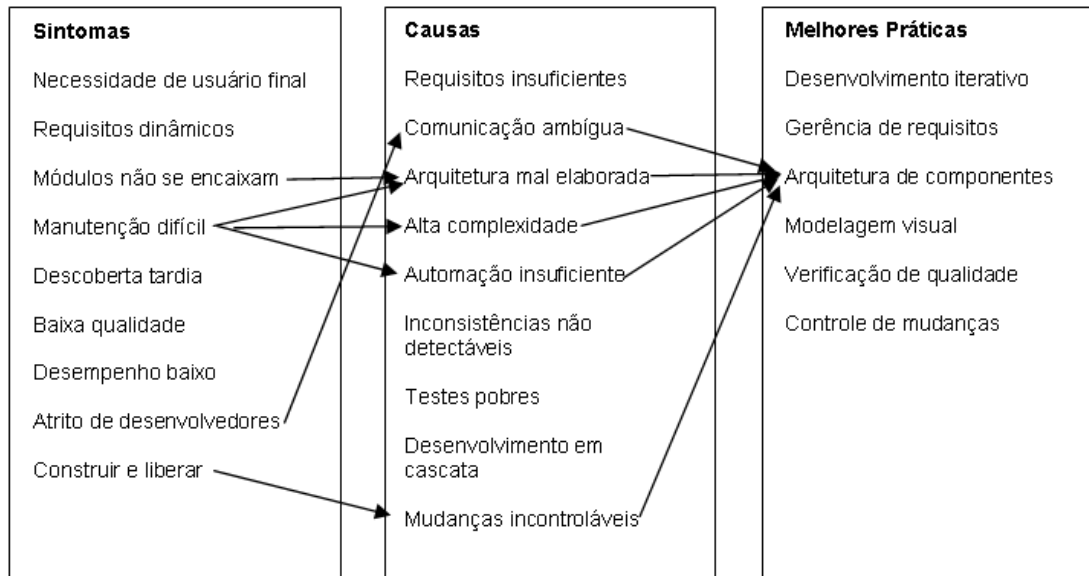 Sintomas
Necessidade de usuário final
Requisitos dinâmicos
Módulos não se encaixam
Manutenção difícil
Descoberta tardia
Baixa qualidade
Desempenho baixo
Atrito de desenvolvedores
Construir e liberar
Causas
Requisitos insuficientes
Comunicação ambígua
Arquitetura mal elaborada
Alta complexidade
Automação insuficiente
Inconsistências não
detectáveis
Testes pobres
Desenvolvimento em
cascata
Mudanças incontroláveis
Melhores Práticas
Desenvolvimento iterativo
Gerência de requisitos
Arquitetura de componentes
Modelagem visual
Verificação de qualidade
Controle de mudanças